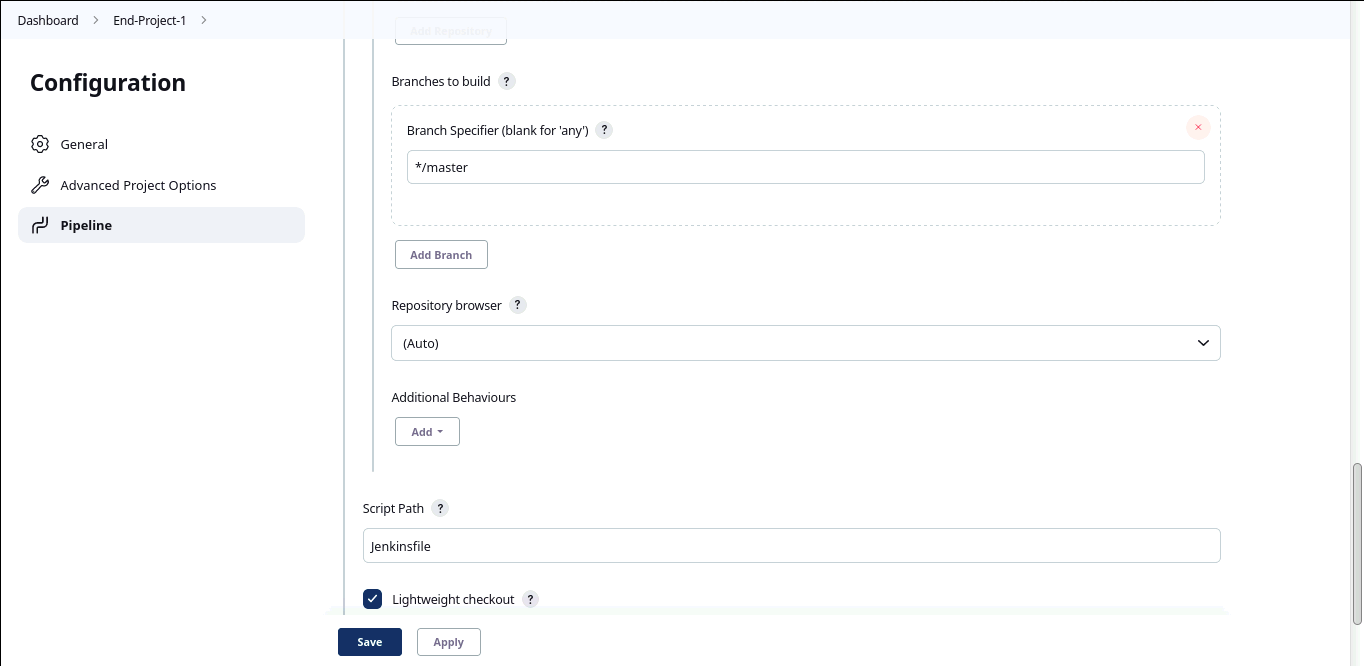 Dashboard > End-Project-1 >
Configuration
General
Advanced Project Options
Pipeline
Add Repository
Branches to build ?
Branch Specifier (blank for 'any') ?
*/master
Add Branch
Repository browser ?
(Auto)
Additional Behaviours
Add
Script Path ?
Jenkinsfile
Lightweight checkout ?
Save Apply